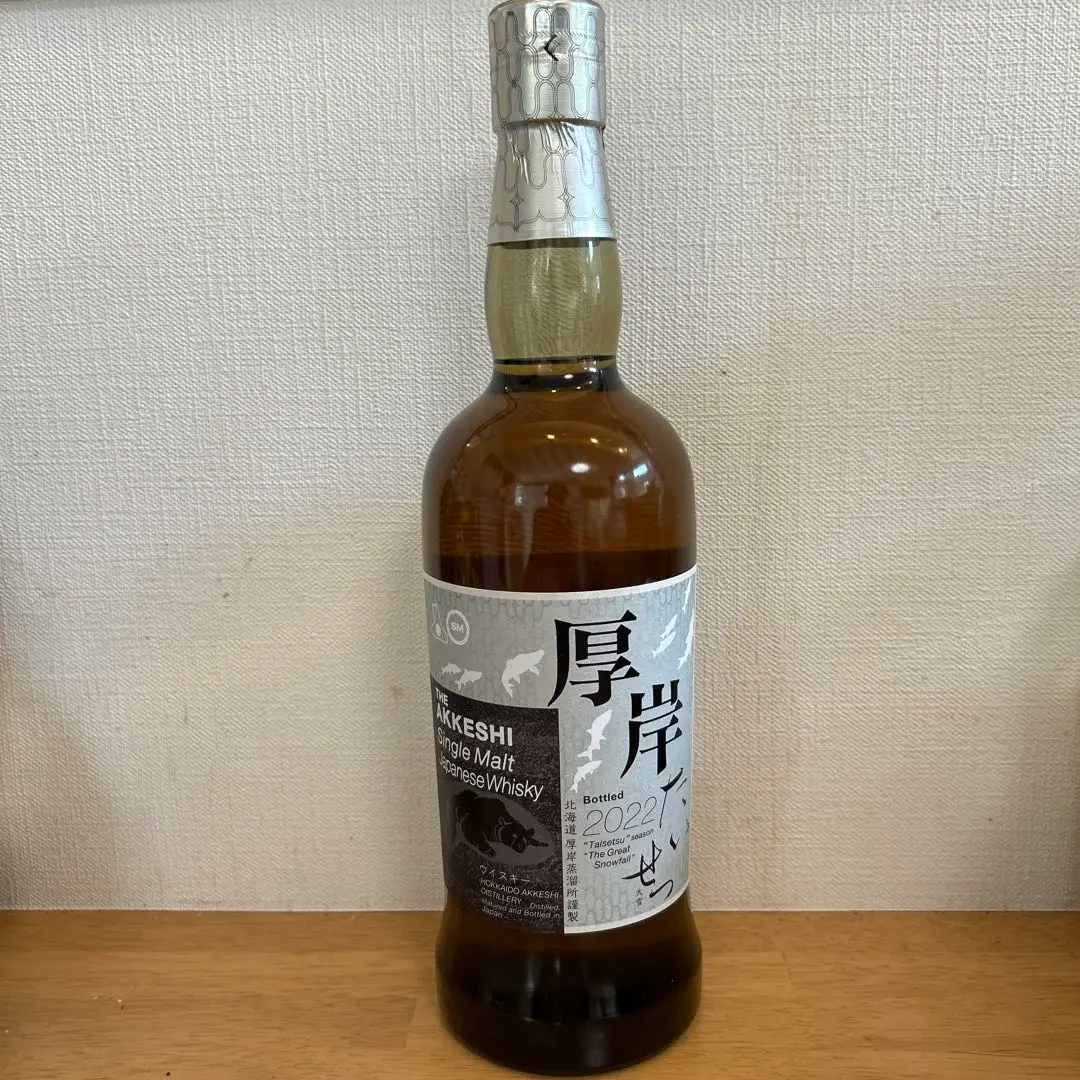 SM
厚岸
THE
AKKESHI
Single Malt
Japanese Whisky
ウイスキー
HOKKAIDO AKKESHI
DISTILLERY Distilled,
Matured and Bottled in
Japan
北海道 厚岸蒸溜所謹製
Bottled
2022
"Taisetsu" season
"The Great
Snowfall"
たいせつ
大雪